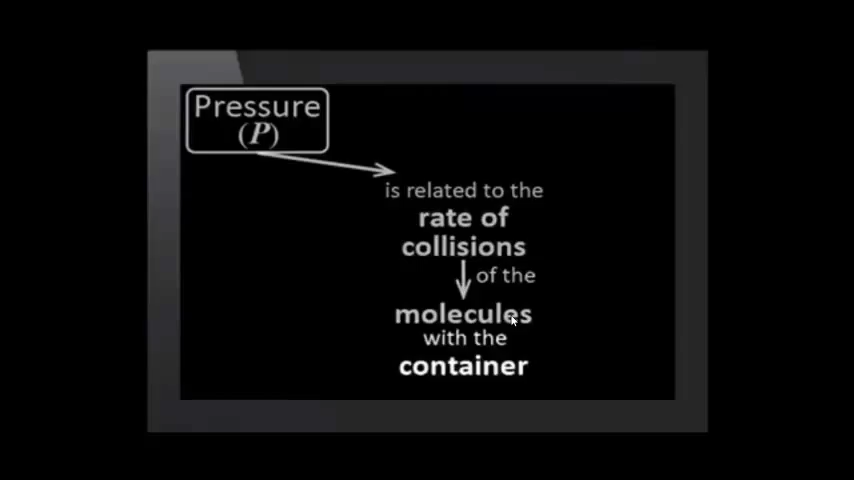 Pressure
(P)
is related to the
rate of
collisions
of the
molecules
with the
container